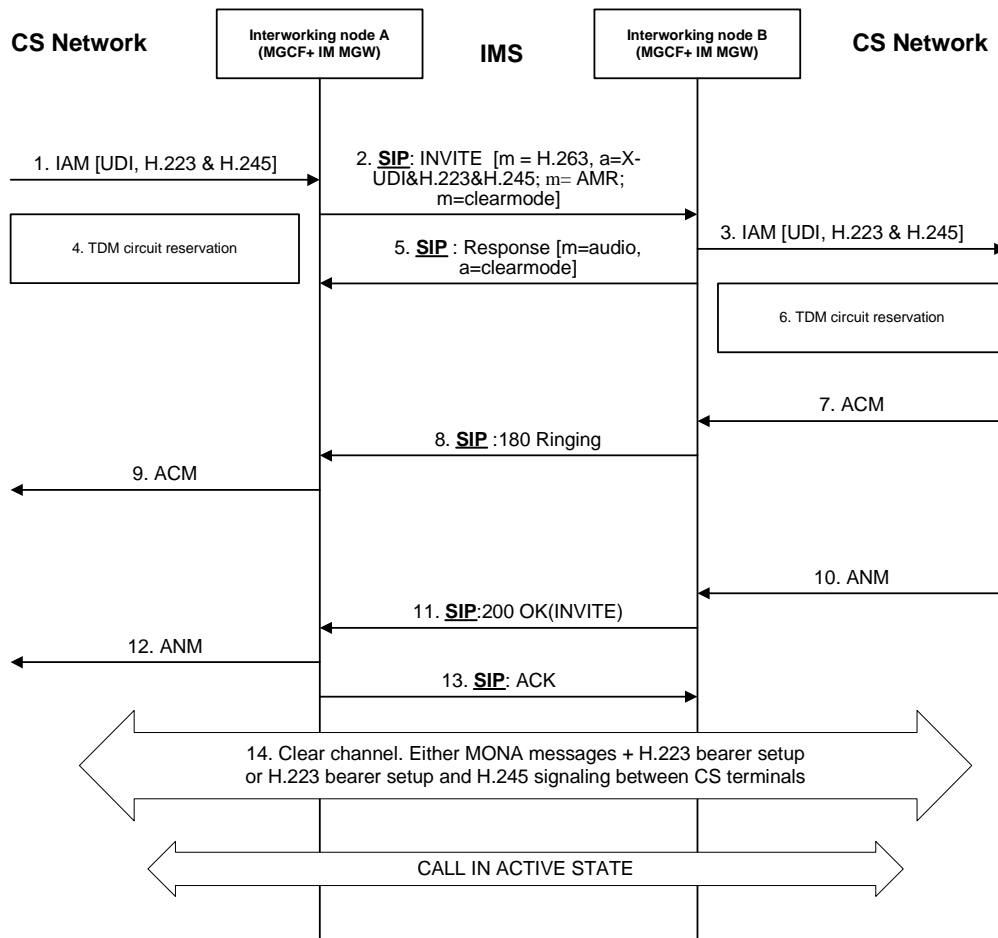 CS Network
Interworking node A
(MGCF+ IM MGW)
IMS
Interworking node B
(MGCF+ IM MGW)
CS Network
1. IAM [UDI, H.223 & H.245]
2. SIP: INVITE [m = H.263, a=X-
UDI&H.223&H.245; m= AMR;
m=clearmode]
3. IAM [UDI, H.223 & H.245]
4. TDM circuit reservation
5. SIP : Response [m=audio,
a=clearmode]
6. TDM circuit reservation
7. ACM
8. SIP :180 Ringing
9. ACM
10. ANM
11. SIP:200 OK(INVITE)
12. ANM
13. SIP: ACK
14. Clear channel. Either MONA messages + H.223 bearer setup
or H.223 bearer setup and H.245 signaling between CS terminals
CALL IN ACTIVE STATE